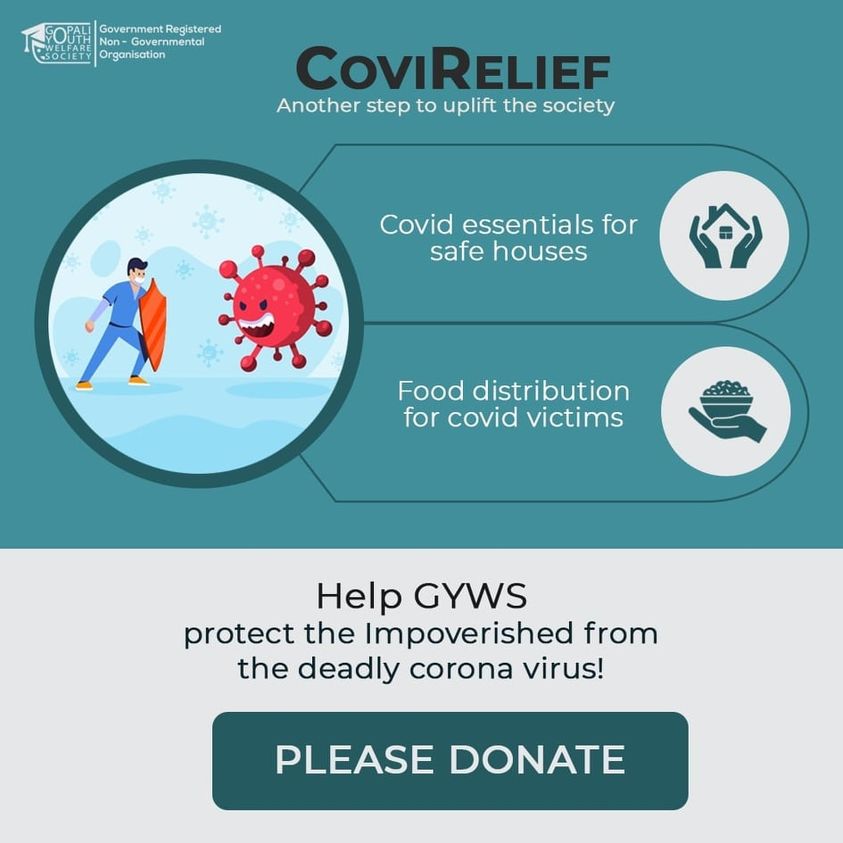 GOPALI
YOUTH
WELFARE
SOCIETY
Government Registered
Non - Governmental
Organisation
COVIRELIEF
Another step to uplift the society
Covid essentials for
safe houses
Food distribution
for covid victims
Help GYWS
protect the Impoverished from
the deadly corona virus!
PLEASE DONATE